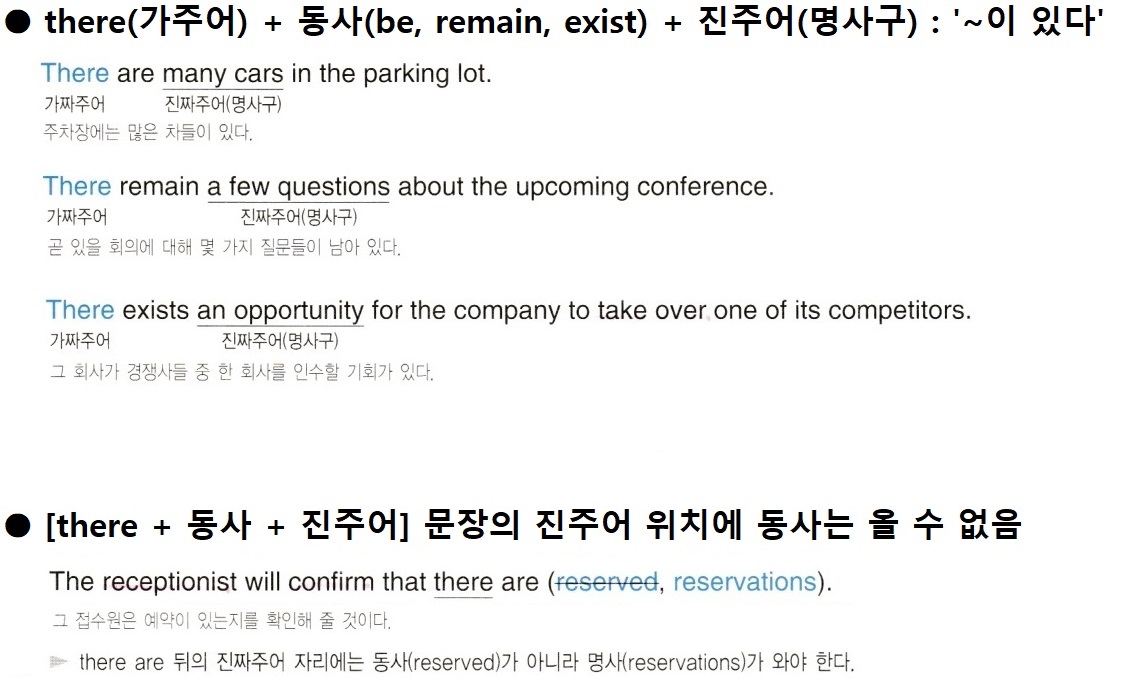 ● there(가주어) + 동사(be, remain, exist) + 진주어(명사구) : '~이 있다'
There are many cars in the parking lot.
가짜주어 진짜주어(명사구)
주차장에는 많은 차들이 있다.
There remain a few questions about the upcoming conference.
가짜주어 진짜주어(명사구)
곧 있을 회의에 대해 몇 가지 질문들이 남아 있다.
There exists an opportunity for the company to take over one of its competitors.
가짜주어 진짜주어(명사구)
그 회사가 경쟁사들 중 한 회사를 인수할 기회가 있다.
● [there + 동사 + 진주어] 문장의 진주어 위치에 동사는 올 수 없음
The receptionist will confirm that there are (reserved, reservations).
그 접수원은 예약이 있는지를 확인해 줄 것이다.
there are 뒤의 진짜주어 자리에는 동사(reserved)가 아니라 명사(reservations)가 와야 한다.